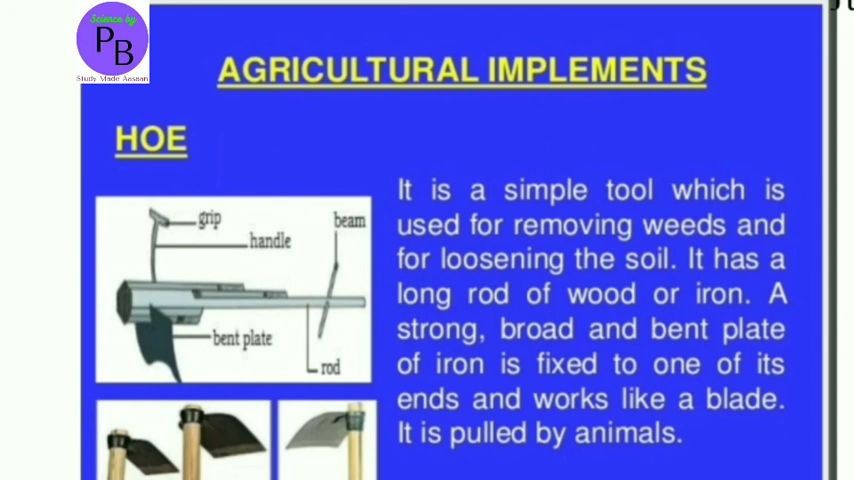 Science by
PB
Study Made Aasaan
AGRICULTURAL IMPLEMENTS
HOE
grip
handle
beam
bent plate
rod
It is a simple tool which is
used for removing weeds and
for loosening the soil. It has a
long rod of wood or iron. A
strong, broad and bent plate
of iron is fixed to one of its
ends and works like a blade.
It is pulled by animals.